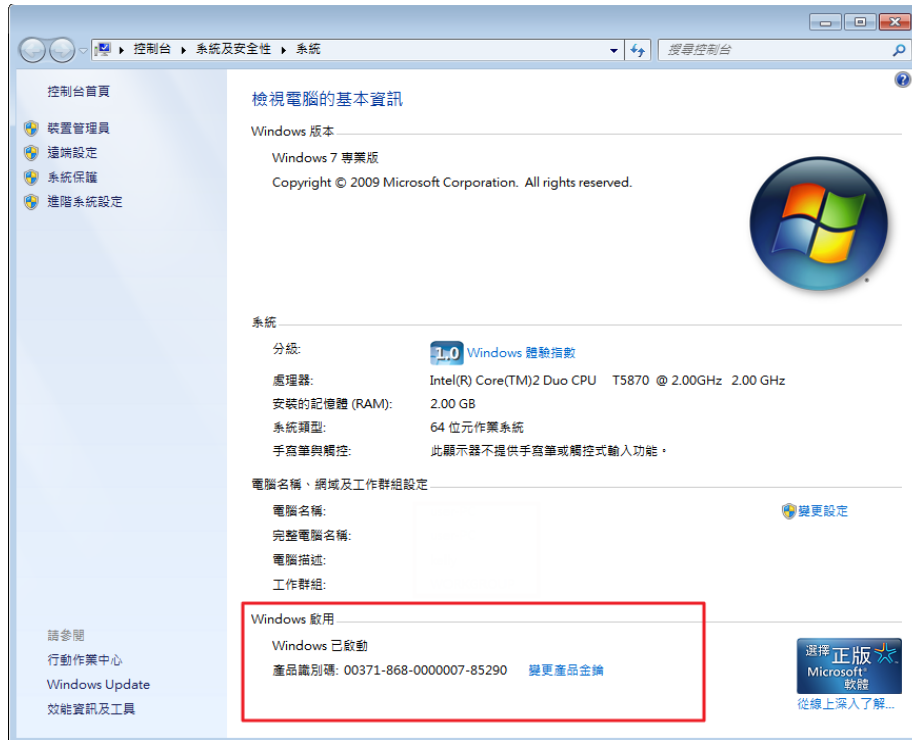 控制台 ▸ 系統及安全性 ▸ 系統
搜尋控制台
控制台首頁
裝置管理員
遠端設定
系統保護
進階系統設定
檢視電腦的基本資訊
Windows 版本
Windows 7 專業版
Copyright © 2009 Microsoft Corporation. All rights reserved.
系統
分級:
1.0 Windows 體驗指數
處理器:
Intel(R) Core(TM)2 Duo CPU T5870 @ 2.00GHz 2.00 GHz
安裝的記憶體 (RAM):
2.00 GB
系統類型:
64 位元作業系統
手寫筆與觸控:
此顯示器不提供手寫筆或觸控式輸入功能。
電腦名稱、網域及工作群組設定
電腦名稱:
變更設定
完整電腦名稱:
電腦描述:
工作群組:
Windows 啟用
Windows 已啟動
產品識別碼: 00371-868-0000007-85290 變更產品金鑰
選擇正版
Microsoft®
軟體
從線上深入了解...
請參閱
行動作業中心
Windows Update
效能資訊及工具